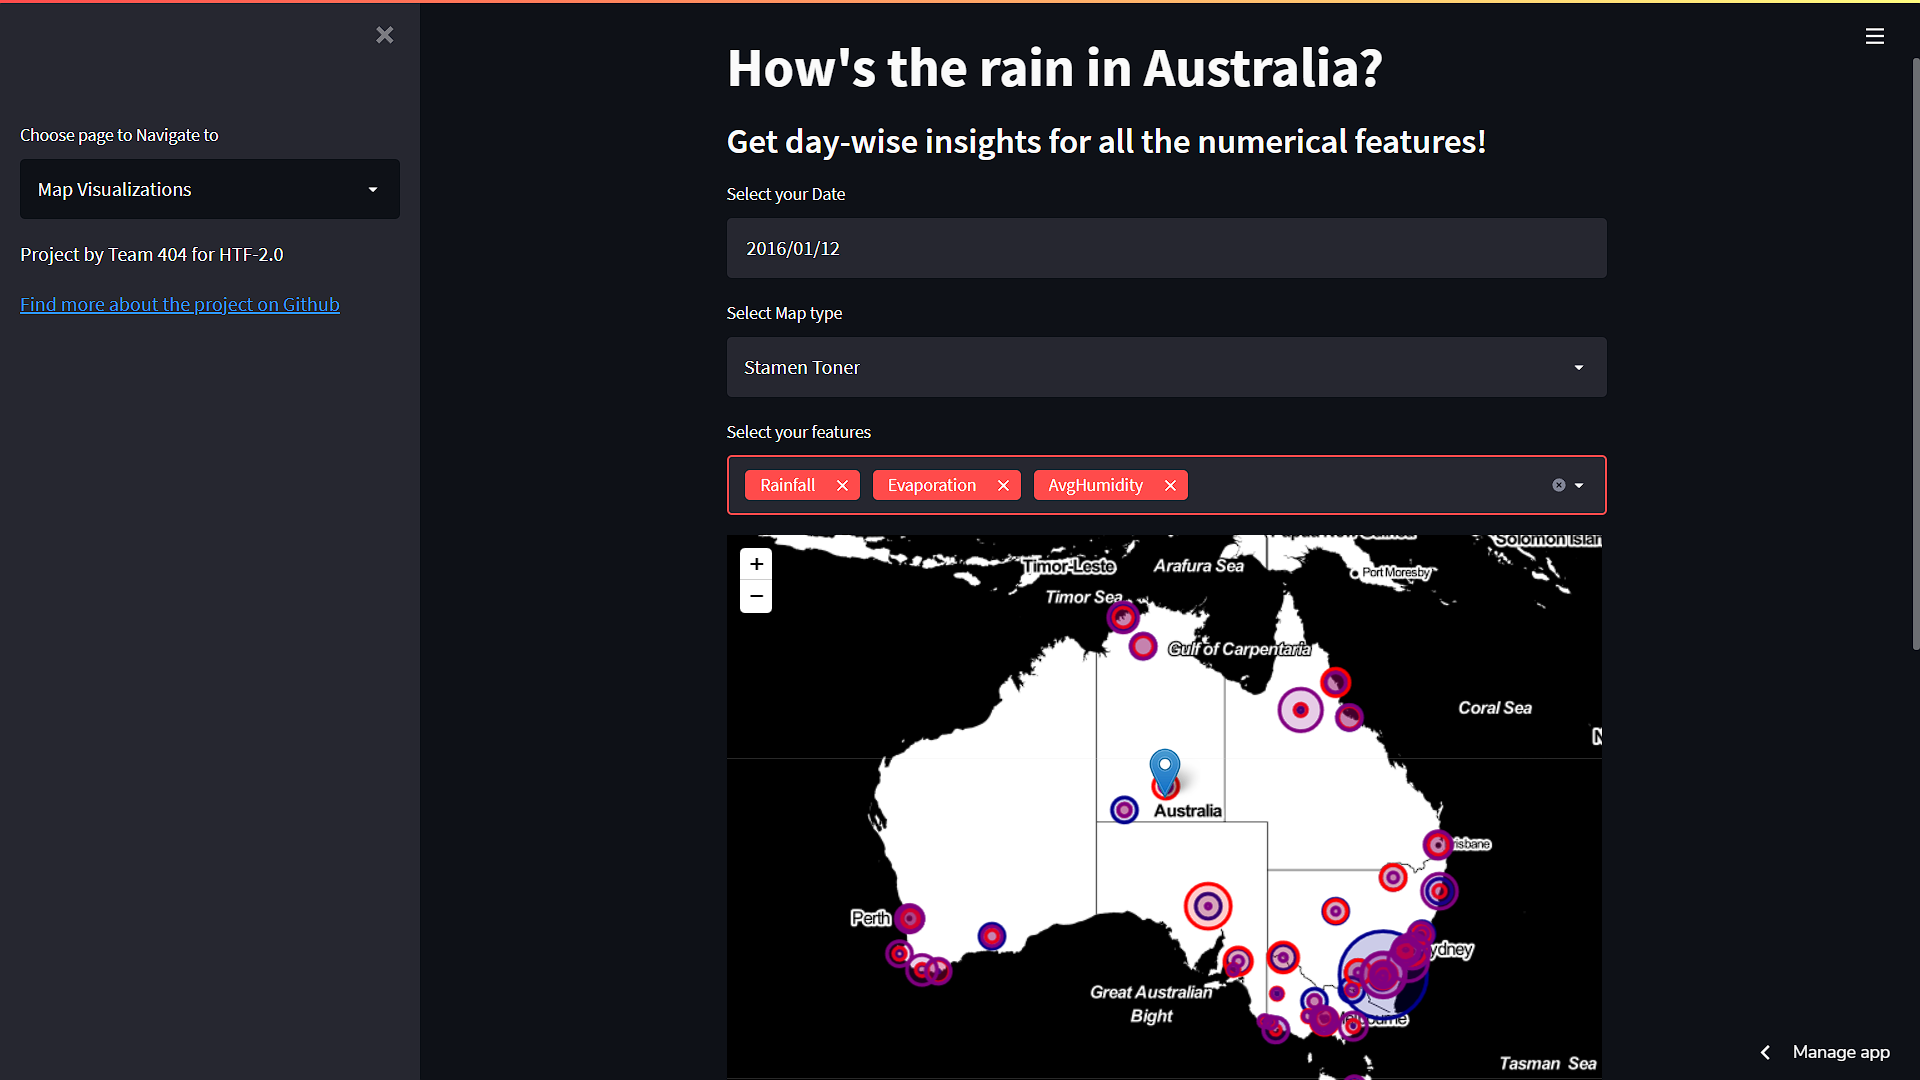 How's the rain in Australia?
Get day-wise insights for all the numerical features!
Choose page to Navigate to
Map Visualizations
Project by Team 404 for HTF-2.0
Find more about the project on Github
Select your Date
2016/01/12
Select Map type
Stamen Toner
Select your features
Rainfall
Evaporation
AvgHumidity
+
−
Solomon Islan
Timor-Leste
Arafura Sea
Port Moresby
Timor Sea
Gulf of Carpentaria
Coral Sea
N
Australia
risbane
Perth
ydney
Great Australian
Bight
Tasman Sea
Manage app